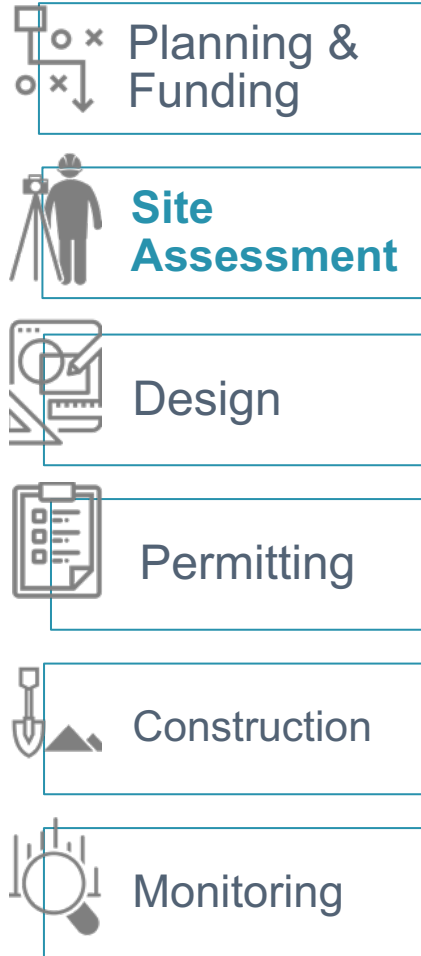 Planning &
Funding
Site
Assessment
Design
Permitting
Construction
Monitoring